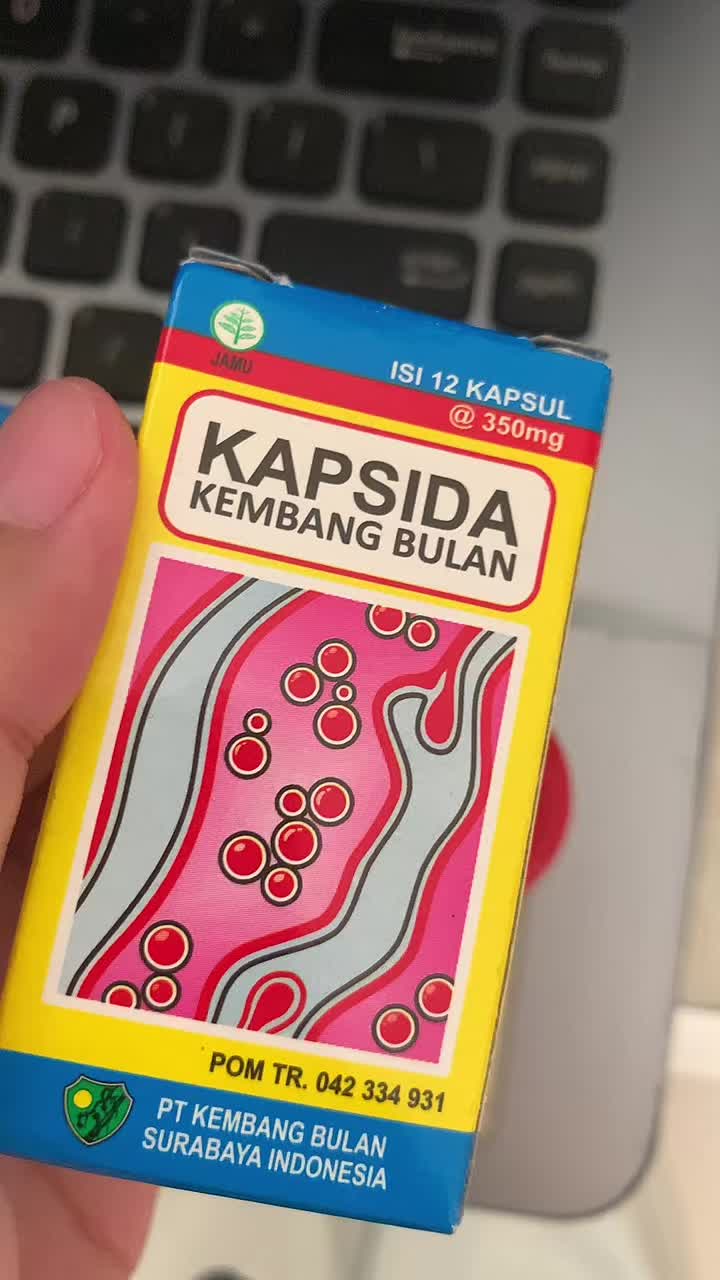 P
JAMU
ISI 12 KAPSUL
@ 350mg
KAPSIDA
KEMBANG BULAN
POM TR. 042 334 931
PT KEMBANG BULAN
SURABAYA INDONESIA